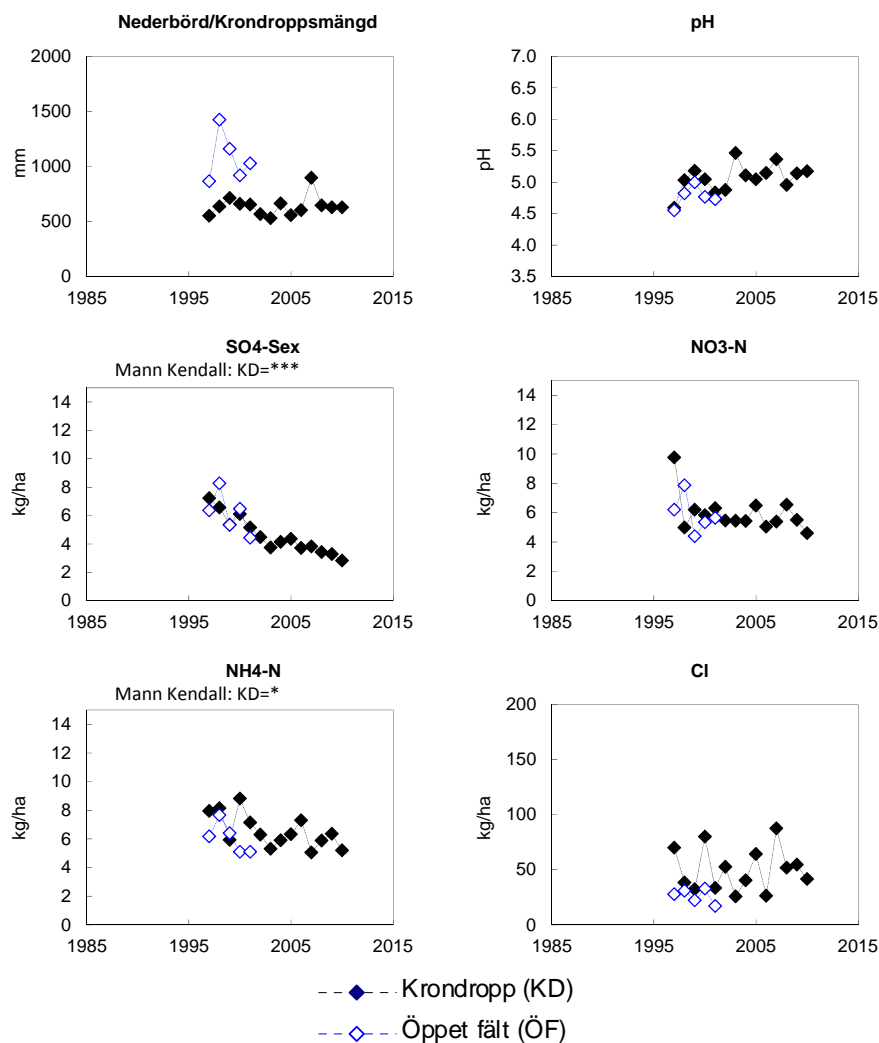 Nederbörd/Krondroppsmängd
2000
1500
1000
500
0
mm
1985 1995 2005 2015
pH
7.0
6.5
6.0
5.5
5.0
4.5
4.0
3.5
pH
1985 1995 2005 2015
SO4-Sex
Mann Kendall: KD=***
14
12
10
8
6
4
2
0
kg/ha
1985 1995 2005 2015
NO3-N
14
12
10
8
6
4
2
0
kg/ha
1985 1995 2005 2015
NH4-N
Mann Kendall: KD=*
14
12
10
8
6
4
2
0
kg/ha
1985 1995 2005 2015
Cl
200
150
100
50
0
kg/ha
1985 1995 2005 2015
Krondropp (KD)
Öppet fält (ÖF)